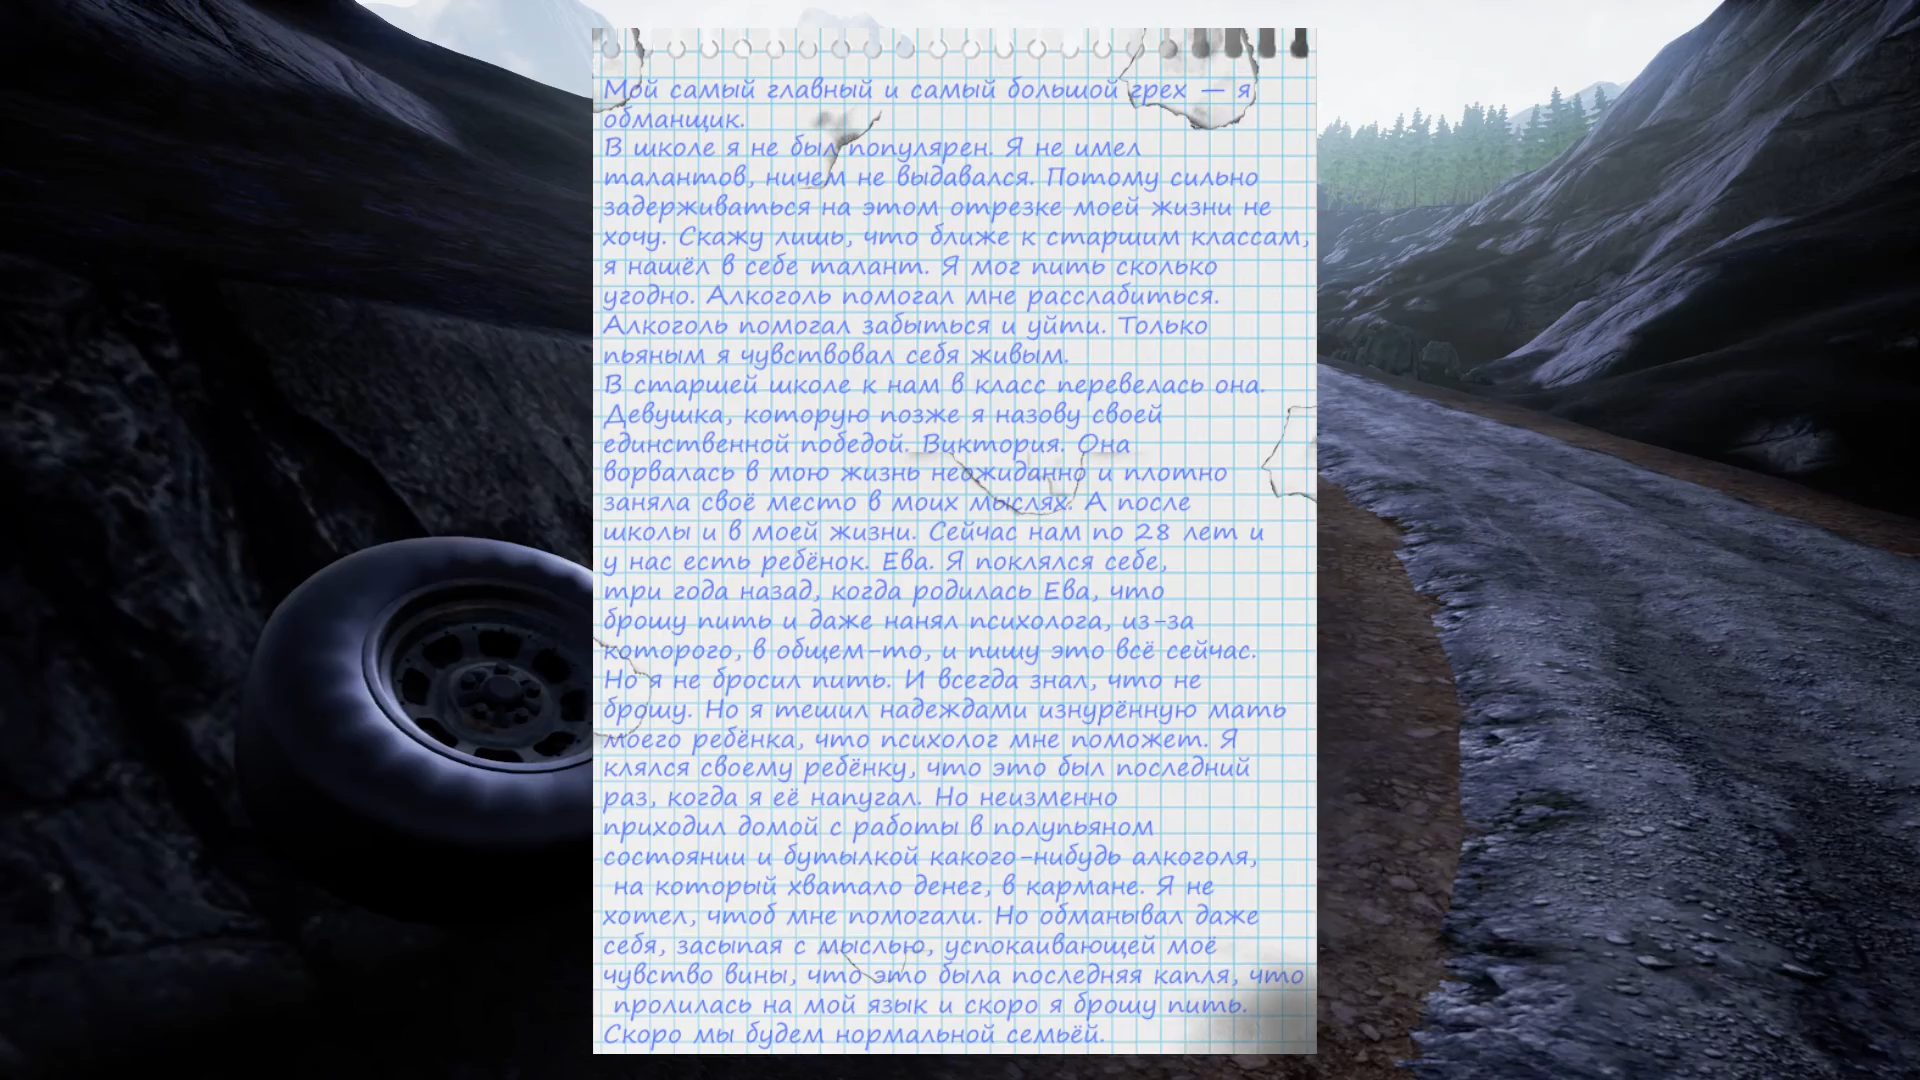 Мой самый главный и самый большой грех — я
обманщик.
В школе я не был популярен. Я не имел
талантов, ничем не выдавался. Потому сильно
задерживаться на этом отрезке моей жизни не
хочу. Скажу лишь, что ближе к старшим классам,
я нашёл в себе талант. Я мог пить сколько
угодно. Алкоголь помогал мне расслабиться.
Алкоголь помогал забыться и уйти. Только
пьяным я чувствовал себя живым.
В старшей школе к нам в класс перевелась она.
Девушка, которую позже я назову своей
единственной победой. Виктория. Она
ворвалась в мою жизнь неожиданно и плотно
заняла своё место в моих мыслях. А после
школы и в моей жизни. Сейчас нам по 28 лет и
у нас есть ребёнок. Ева. Я поклялся себе,
три года назад, когда родилась Ева, что
брошу пить и даже нанял психолога, из-за
которого, в общем-то, и пишу это всё сейчас.
Но я не бросил пить. И всегда знал, что не
брошу. Но я тешил надеждами изнурённую мать
моего ребёнка, что психолог мне поможет. Я
клялся своему ребёнку, что это был последний
раз, когда я её напугал. Но неизменно
приходил домой с работы в полупьяном
состоянии и бутылкой какого-нибудь алкоголя,
на который хватало денег, в кармане. Я не
хотел, чтоб мне помогали. Но обманывал даже
себя, засыпая с мыслью, успокаивающей моё
чувство вины, что это была последняя капля, что
пролилась на мой язык и скоро я брошу пить.
Скоро мы будем нормальной семьёй.